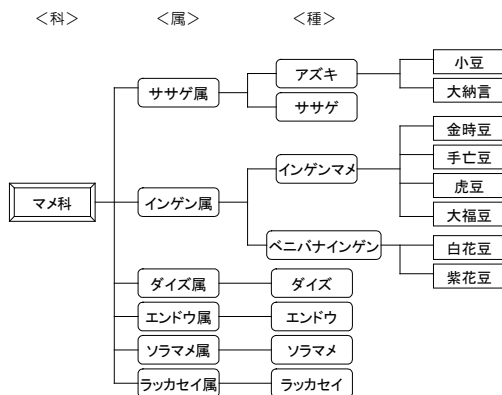 ＜科＞　＜属＞　＜種＞
小豆
アズキ
ササゲ属
大納言
ササゲ
金時豆
手亡豆
インゲンマメ
虎豆
マメ科
インゲン属
大福豆
ベニバナインゲン
白花豆
紫花豆
ダイズ属
ダイズ
エンドウ属
エンドウ
ソラマメ属
ソラマメ
ラッカセイ属
ラッカセイ